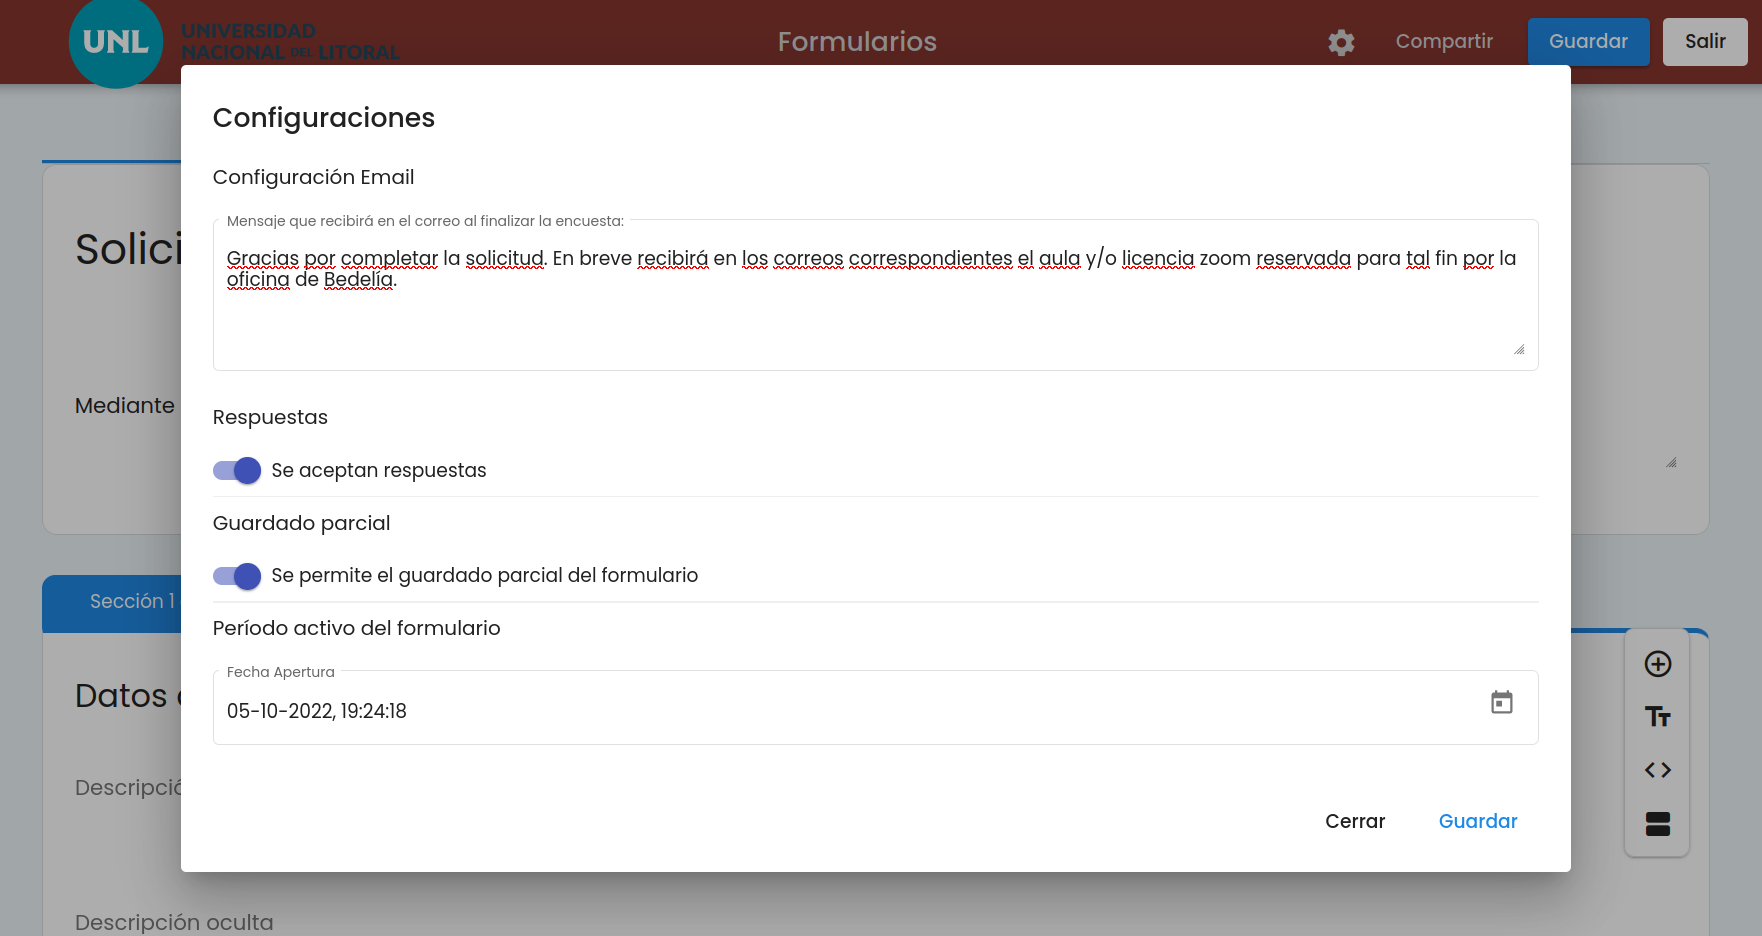 UNL
UNIVERSIDAD
NACIONAL DEL LITORAL
Formularios
Compartir
Guardar
Salir
Configuraciones
Configuración Email
Mensaje que recibirá en el correo al finalizar la encuesta:
Gracias por completar la solicitud. En breve recibirá en los correos correspondientes el aula y/o licencia zoom reservada para tal fin por la
oficina de Bedelía.
Respuestas
Se aceptan respuestas
Guardado parcial
Se permite el guardado parcial del formulario
Período activo del formulario
Fecha Apertura
05-10-2022, 19:24:18
Cerrar
Guardar
Solici
Mediante
Sección 1
Datos
Descripció
Descripción oculta